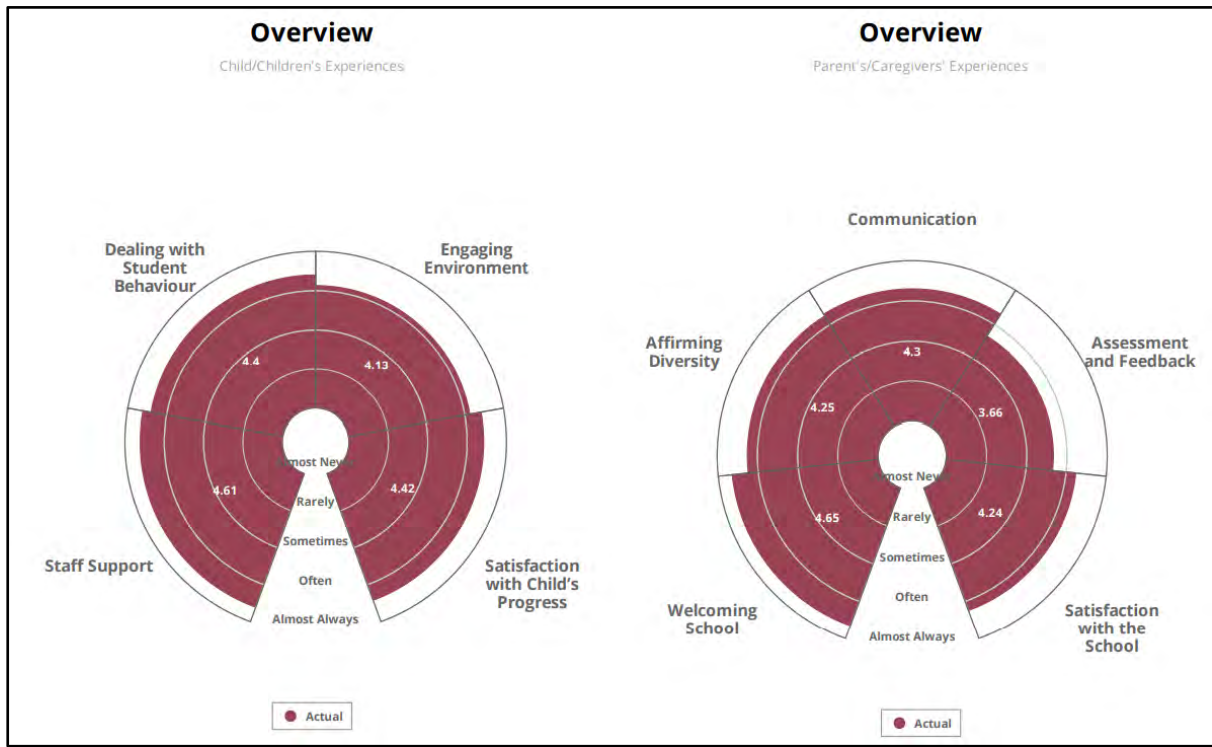 Overview
Child/Children's Experiences
Dealing with
Student
Behaviour
Engaging
Environment
4.4
4.13
4.61
4.42
Almost Never
Rarely
Sometimes
Often
Almost Always
Staff Support
Satisfaction
with Child's
Progress
Actual
Overview
Parent's/Caregivers' Experiences
Communication
Affirming
Diversity
Assessment
and Feedback
4.3
4.25
3.66
4.65
4.24
Almost Never
Rarely
Sometimes
Often
Almost Always
Welcoming
School
Satisfaction
with the
School
Actual